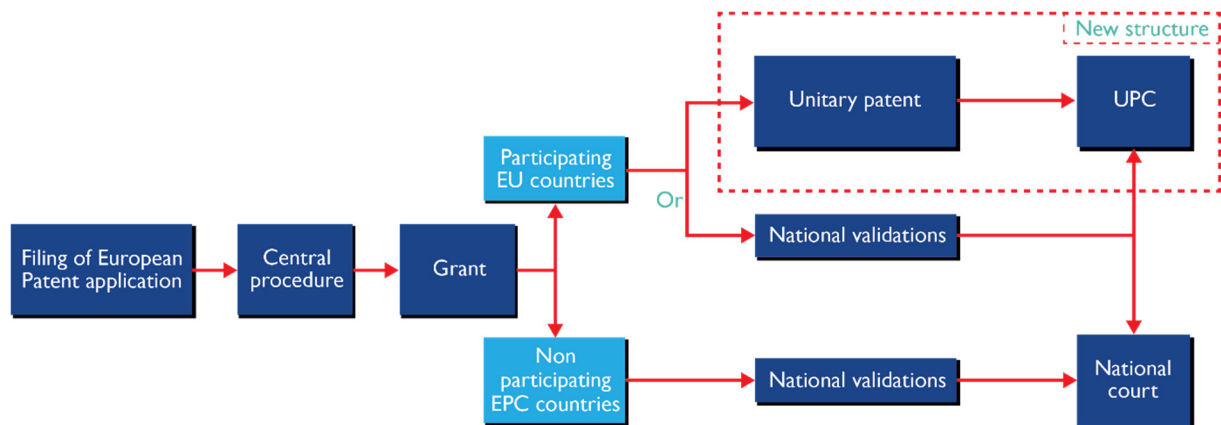 New structure
Unitary patent
UPC
Participating
EU countries
Or
National validations
Filing of European
Patent application
Central
procedure
Grant
Non
participating
EPC countries
National validations
National
court